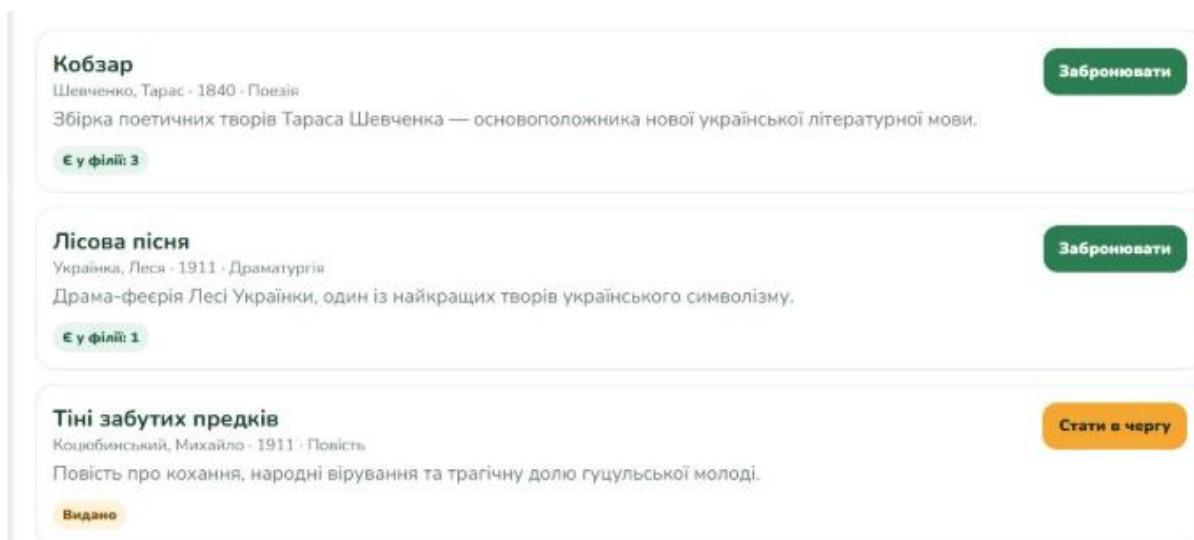 Кобзар
Забронювати
Шевченко, Тарас · 1840 · Поезія
Збірка поетичних творів Тараса Шевченка — основоположника нової української літературної мови.
Є у філії: 3
Лісова пісня
Забронювати
Українка, Леся · 1911 · Драматургія
Драма-феєрія Лесі Українки, один із найкращих творів українського символізму.
Є у філії: 1
Тіні забутих предків
Стати в чергу
Коцюбинський, Михайло · 1911 · Повість
Повість про кохання, народні вірування та трагічну долю гуцульської молоді.
Видано